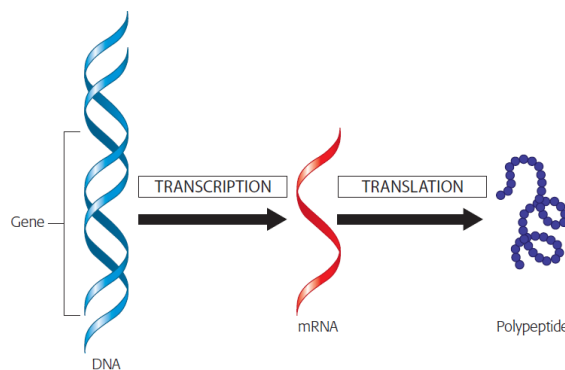 TRANSCRIPTION
TRANSLATION
Gene
mRNA
Polypeptide
DNA